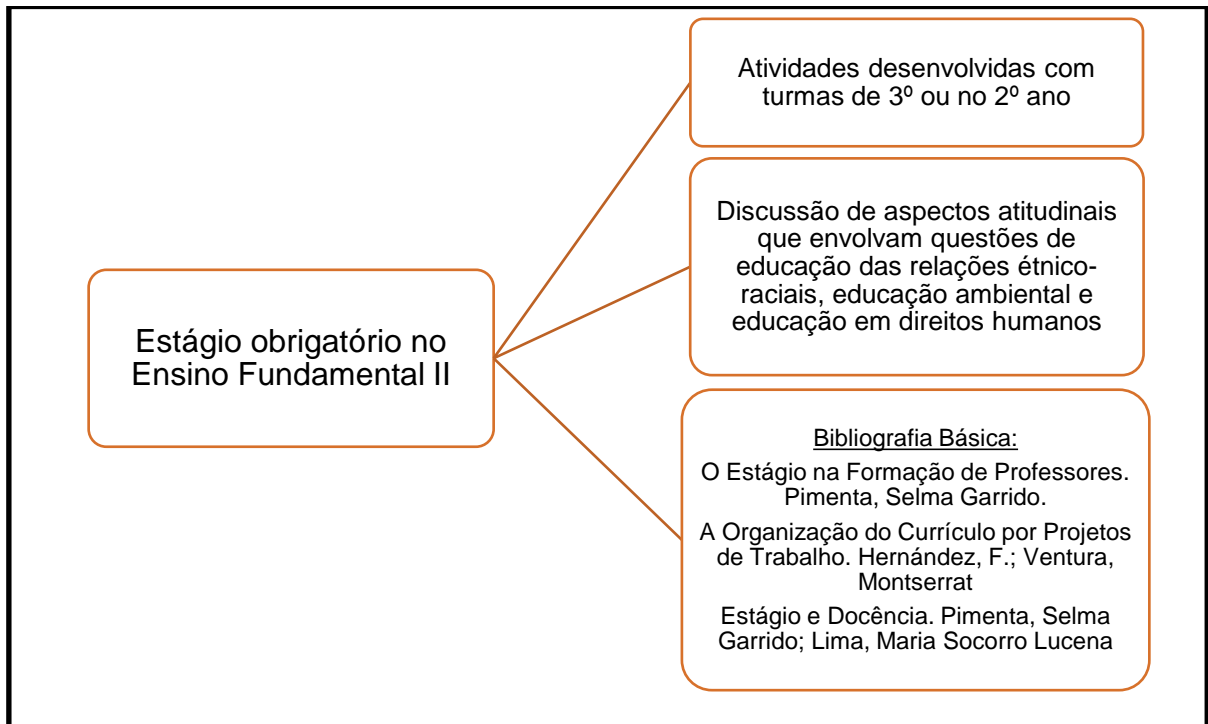 Estágio obrigatório no
Ensino Fundamental II
Atividades desenvolvidas com
turmas de 3º ou no 2º ano
Discussão de aspectos atitudinais
que envolvam questões de
educação das relações étnico-
raciais, educação ambiental e
educação em direitos humanos
Bibliografia Básica:
O Estágio na Formação de Professores.
Pimenta, Selma Garrido.
A Organização do Currículo por Projetos
de Trabalho. Hernández, F.; Ventura,
Montserrat
Estágio e Docência. Pimenta, Selma
Garrido; Lima, Maria Socorro Lucena